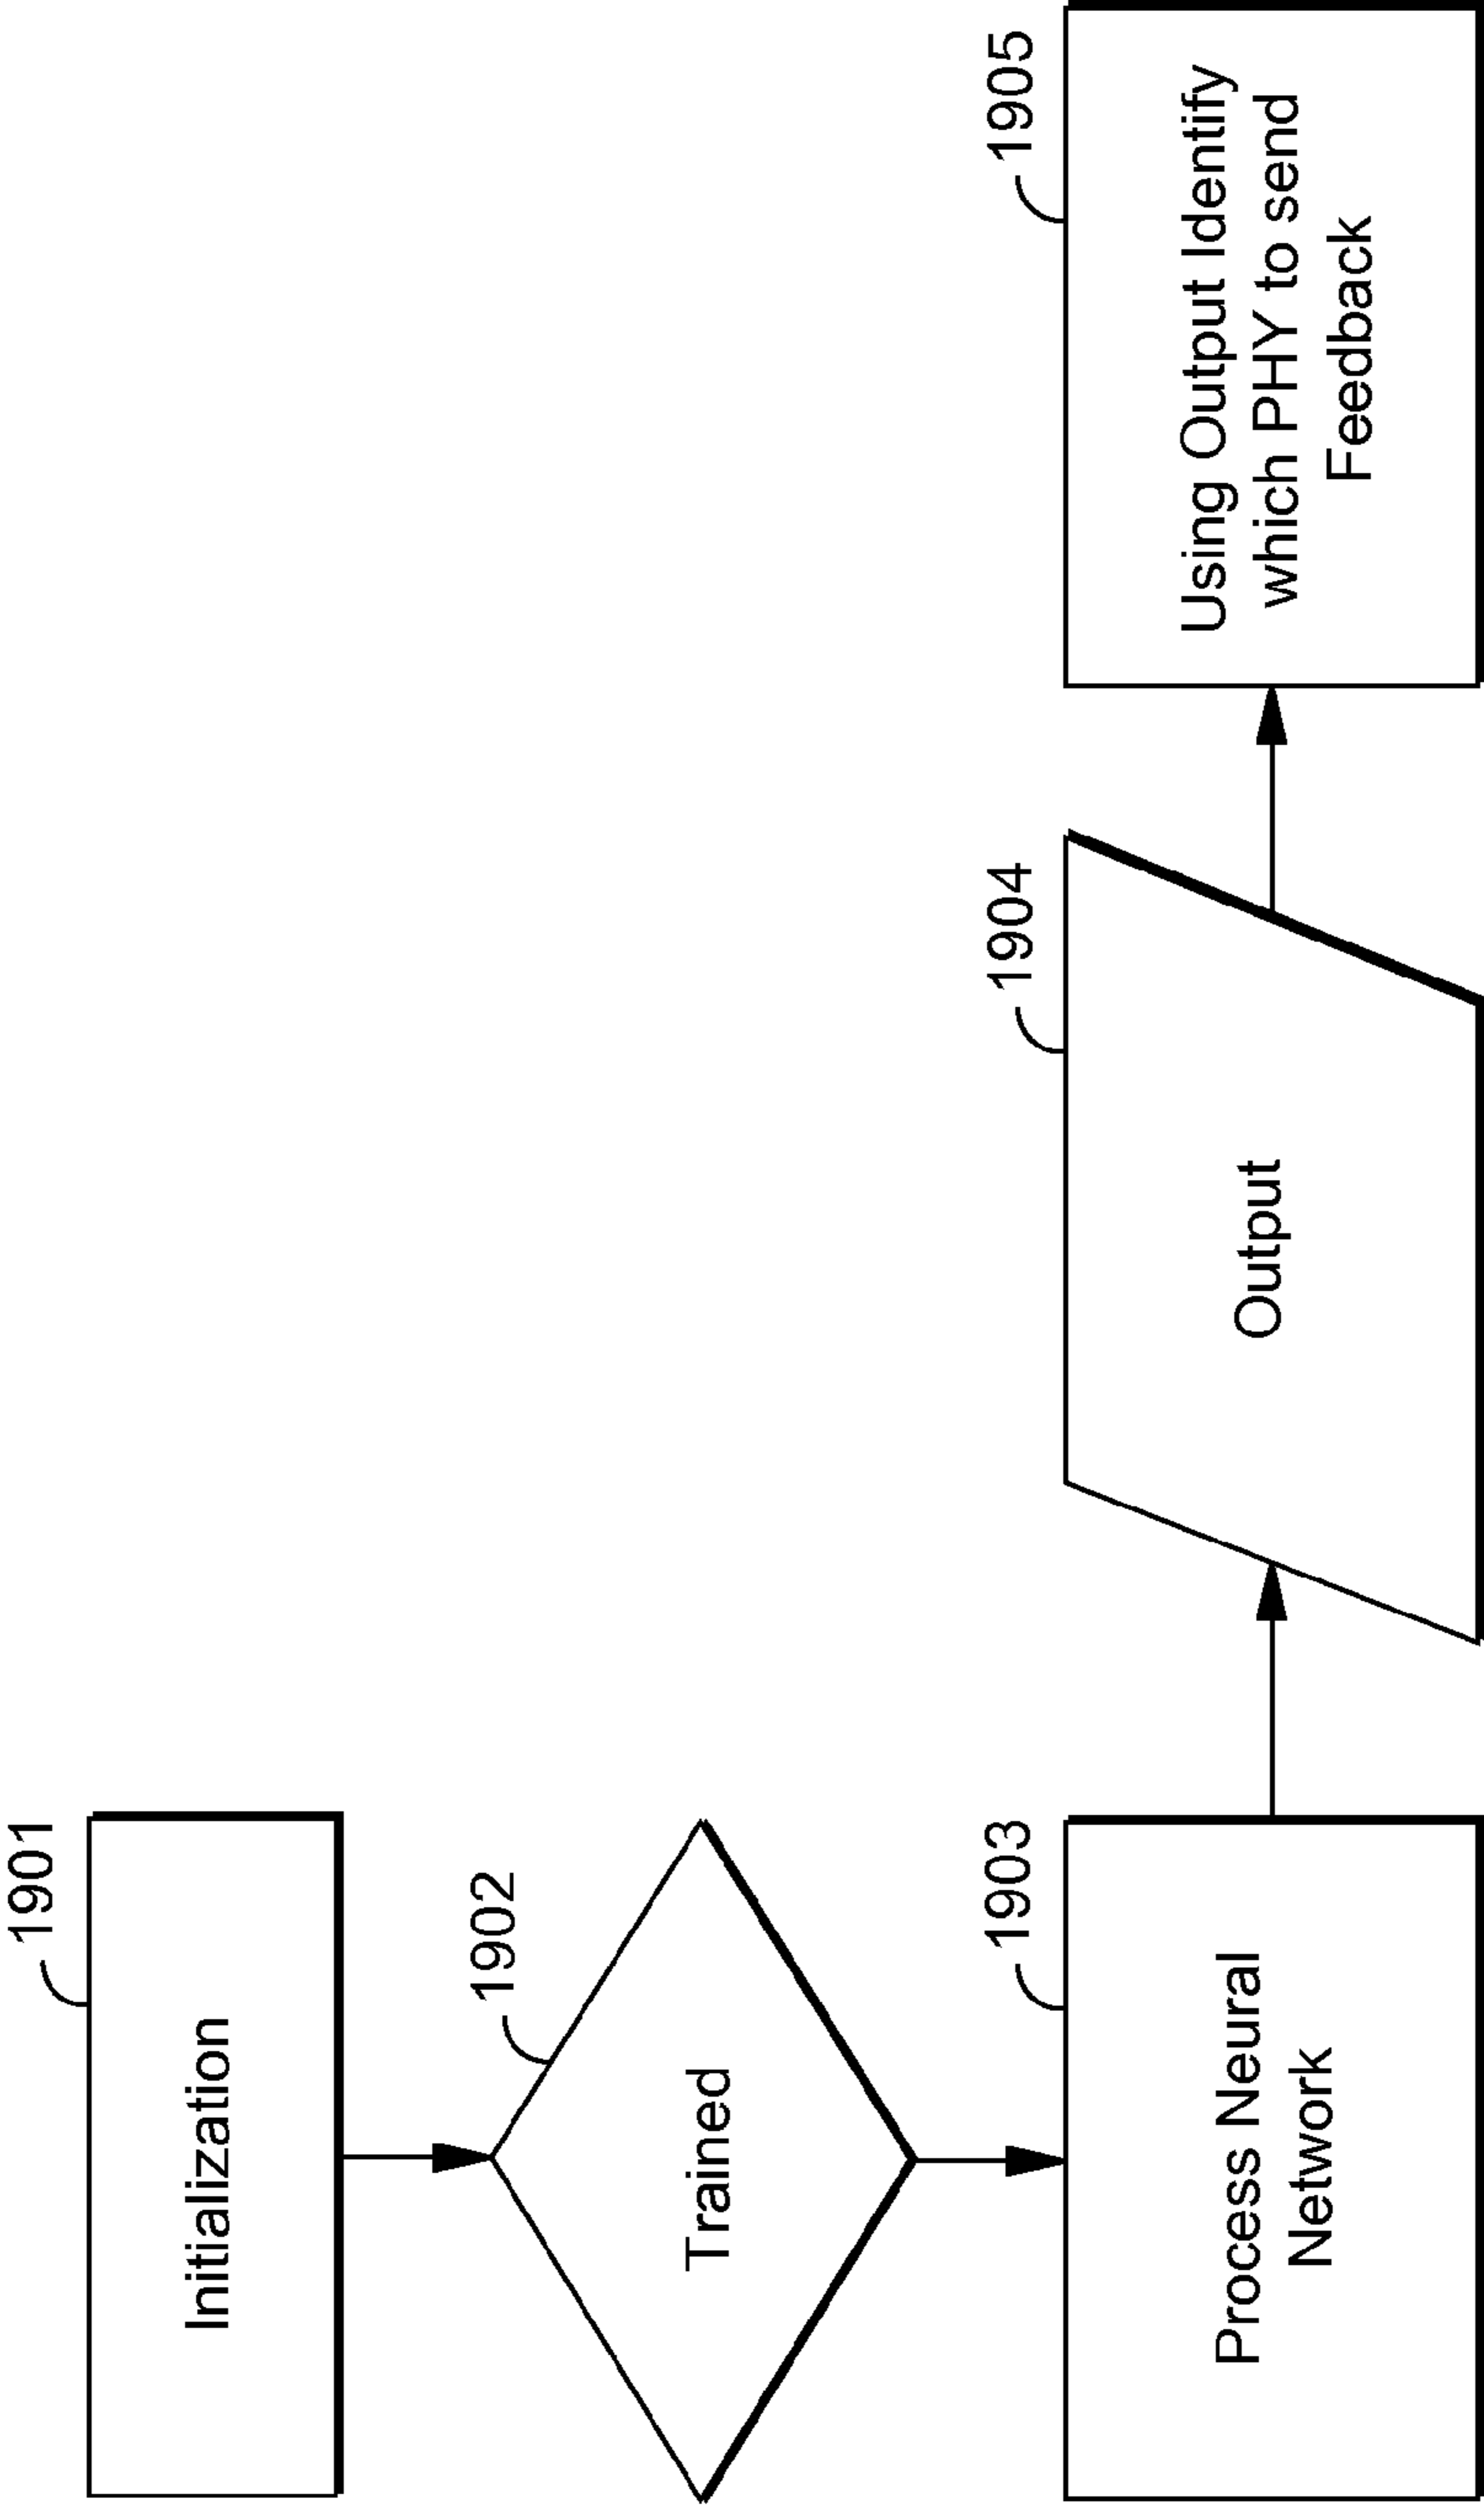 1901
Initialization
1902
Trained
1903
Process Neural
Network
1904
Output
1905
Using Output Identify
which PHY to send
Feedback